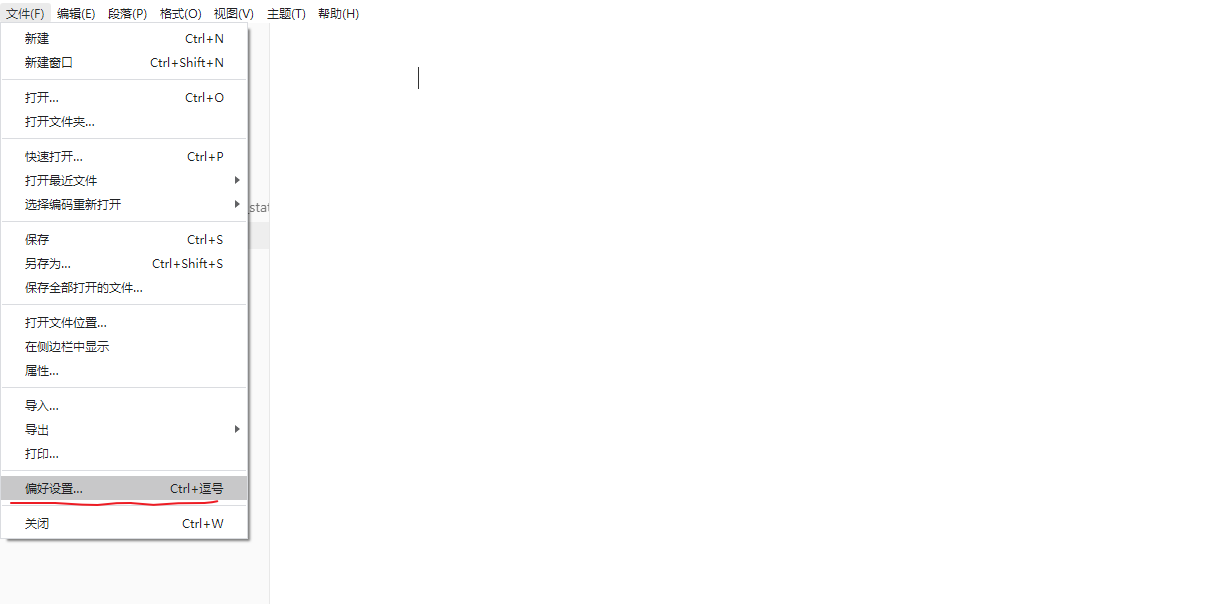 文件(F) 编辑(E) 段落(P) 格式(O) 视图(V) 主题(T) 帮助(H)
新建 Ctrl+N
新建窗口 Ctrl+Shift+N
打开... Ctrl+O
打开文件夹...
快速打开... Ctrl+P
打开最近文件
选择编码重新打开
_stat
保存 Ctrl+S
另存为... Ctrl+Shift+S
保存全部打开的文件...
打开文件位置...
在侧边栏中显示
属性...
导入...
导出
打印...
偏好设置... Ctrl+逗号
关闭 Ctrl+W